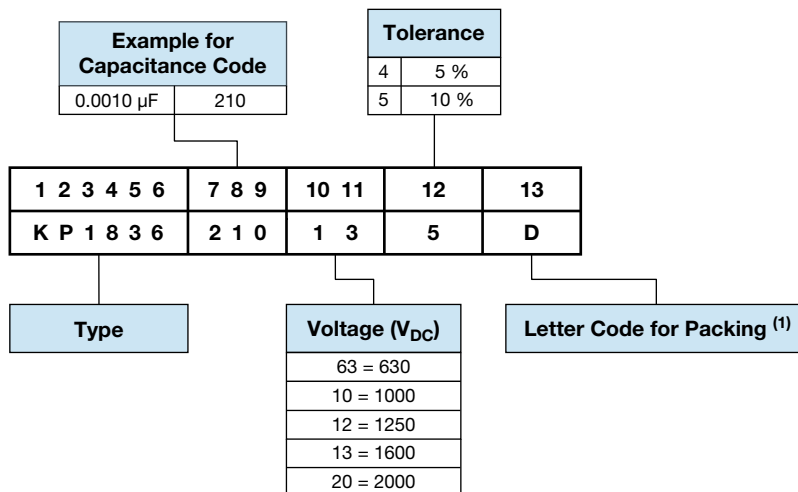 Example for
Capacitance Code
0.0010 µF 210
Tolerance
4 5 %
5 10 %
1 2 3 4 5 6 7 8 9 10 11 12 13
K P 1 8 3 6 2 1 0 1 3 5 D
Type
Voltage (VDC)
63 = 630
10 = 1000
12 = 1250
13 = 1600
20 = 2000
Letter Code for Packing (1)